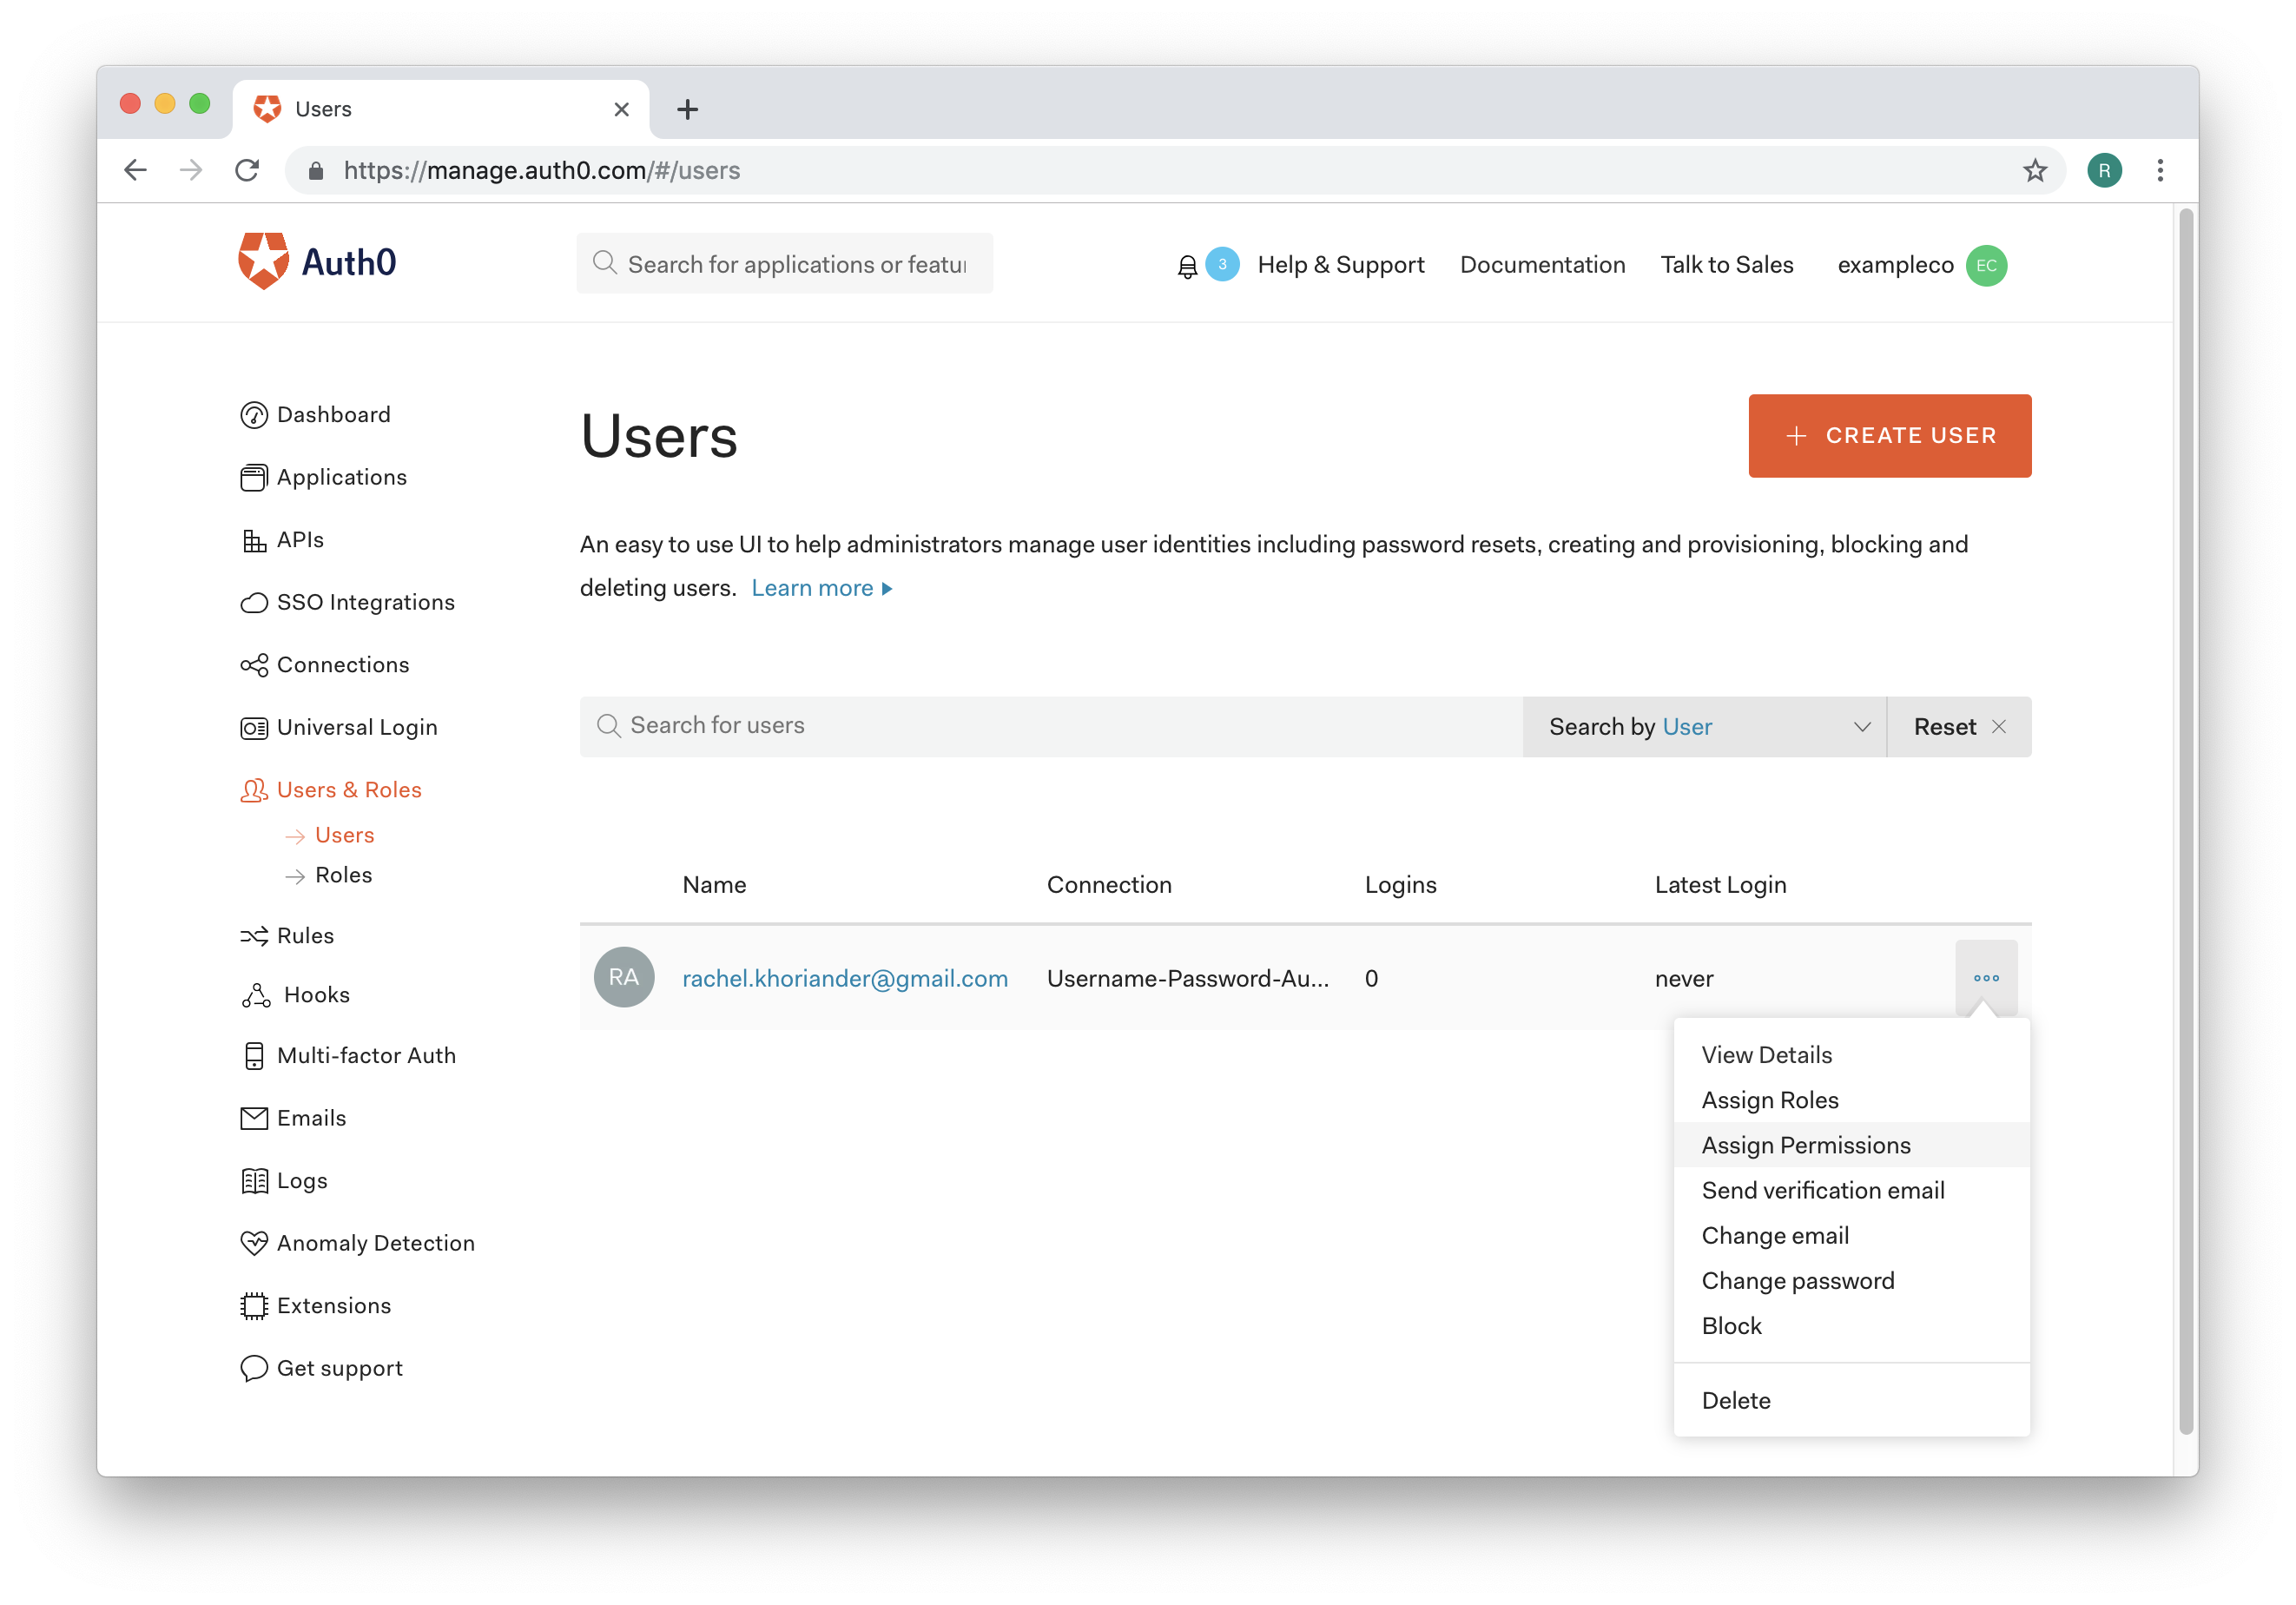 Users
https://manage.auth0.com/#/users
R
Auth0
Search for applications or featu
3
Help & Support
Documentation
Talk to Sales
exampleco
EC
Dashboard
Applications
APIs
SSO Integrations
Connections
Universal Login
Users & Roles
Users
Roles
Rules
Hooks
Multi-factor Auth
Emails
Logs
Anomaly Detection
Extensions
Get support
Users
+ CREATE USER
An easy to use UI to help administrators manage user identities including password resets, creating and provisioning, blocking and
deleting users. Learn more
Search for users
Search by User
Reset
Name Connection Logins Latest Login
RA rachel.khoriander@gmail.com Username-Password-Au... 0 never
View Details
Assign Roles
Assign Permissions
Send verification email
Change email
Change password
Block
Delete